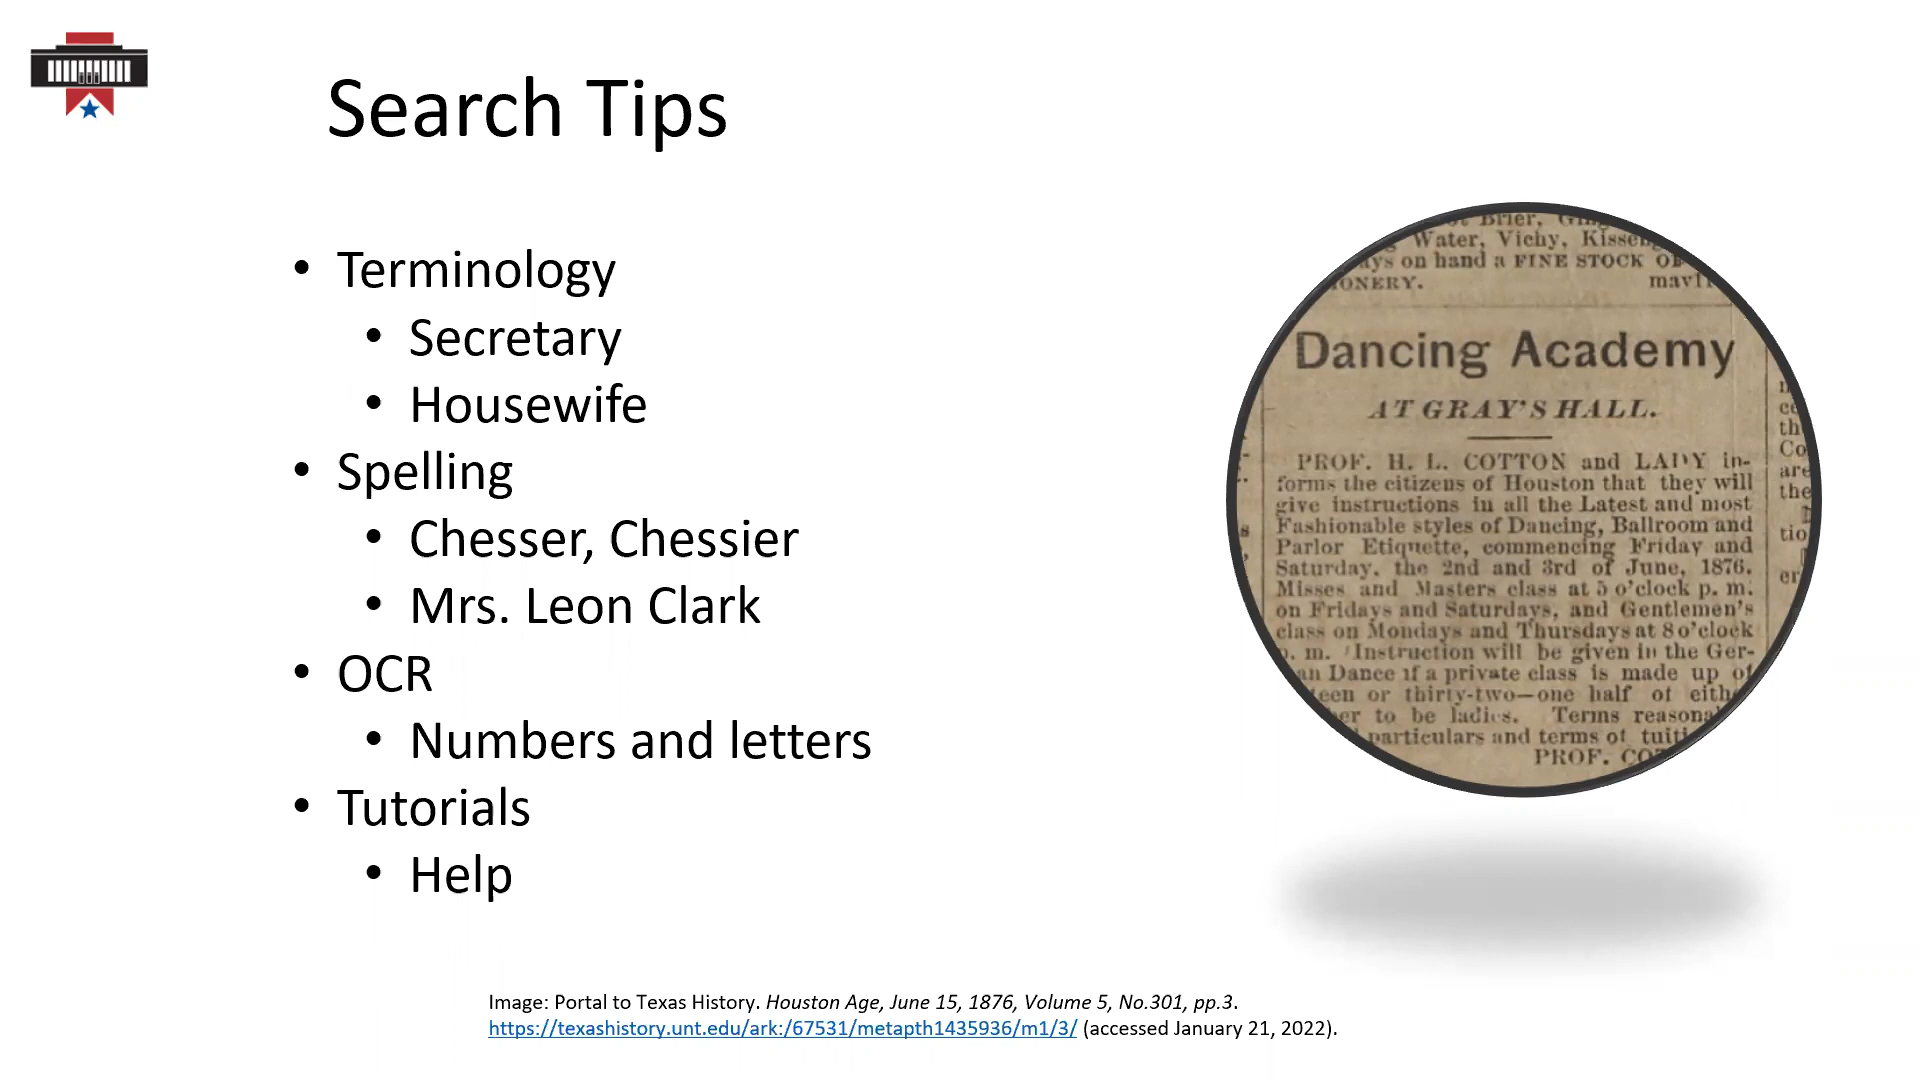 Search Tips
• Terminology
• Secretary
• Housewife
• Spelling
• Chesser, Chessier
• Mrs. Leon Clark
• OCR
• Numbers and letters
• Tutorials
• Help
Brier,
Water, Vichy,
on hand a FINE STOCK
Dancing Academy
AT GRAY'S HALL.
PROF. H. L. COTTON and LADY in-
forms the citizens of Houston that they will
give instructions in all the Latest and most
Fashionable styles of Dancing, Ballroom and
Parlor Etiquette, commencing Friday and
Saturday, the 2nd and 3rd of June, 1876.
Misses and Masters class at 5 o'clock p. m.
on Fridays and Saturdays, and Gentlemen's
class on Mondays and Thursdays at 8 o'clock
p. m. Instruction will be given in the Ger-
Dance if a private class is made up of
or thirty-two—one half of
to be ladies. Terms
particulars and terms of
PROF.
Image: Portal to Texas History. Houston Age, June 15, 1876, Volume 5, No.301, pp.3.
https://texashistory.unt.edu/ark:/67531/metapth1435936/m1/3/ (accessed January 21, 2022).